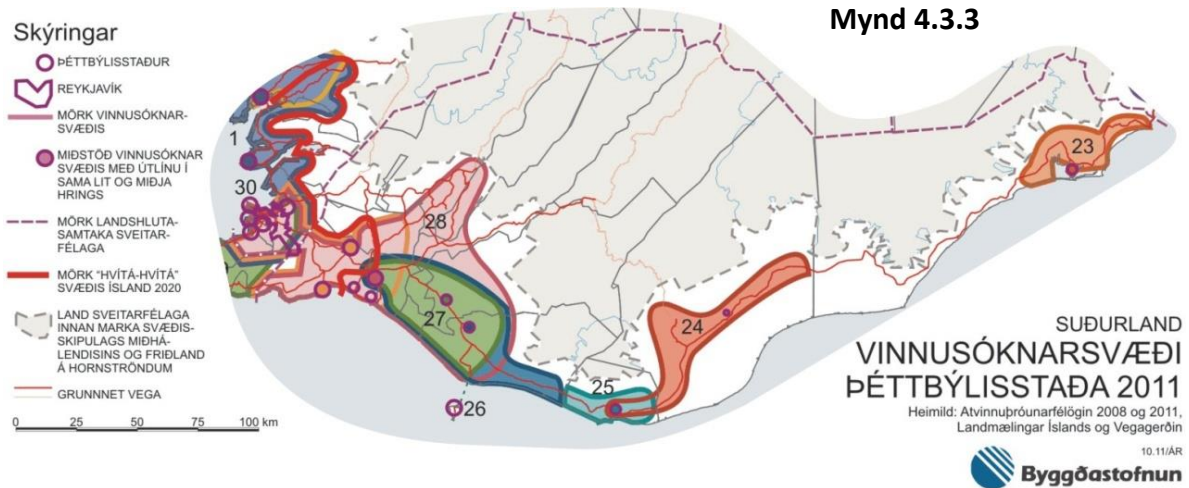 Mynd 4.3.3
Skýringar
ÞÉTTBÝLISSTAÐUR
REYKJAVÍK
MÖRK VINNUSÓKNAR-
SVÆÐIS
MIÐSTÖÐ VINNUSÓKNAR
SVÆÐIS MEÐ ÚTLÍNU Í
SAMA LIT OG MIÐJA
HRINGS
MÖRK LANDSHLUTA-
SAMTAKA SVEITAR-
FÉLAGA
MÖRK "HVÍTÁ-HVÍTÁ"
SVÆÐIS ÍSLAND 2020
LAND SVEITARFÉLAGA
INNAN MARKA SVÆÐIS-
SKIPULAGS MIÐHÁ-
LENDISINS OG FRIÐLAND
Á HORNSTRÖNDUM
GRUNNNET VEGA
0 25 50 75 100 km
1
30
28
27
26
25
24
23
SUÐURLAND
VINNUSÓKNARSVÆÐI
ÞÉTTBÝLISSTAÐA 2011
Heimild: Atvinnuþróunarfélögin 2008 og 2011,
Landmælingar Íslands og Vegagerðin
10.11/ÁR
Byggðastofnun